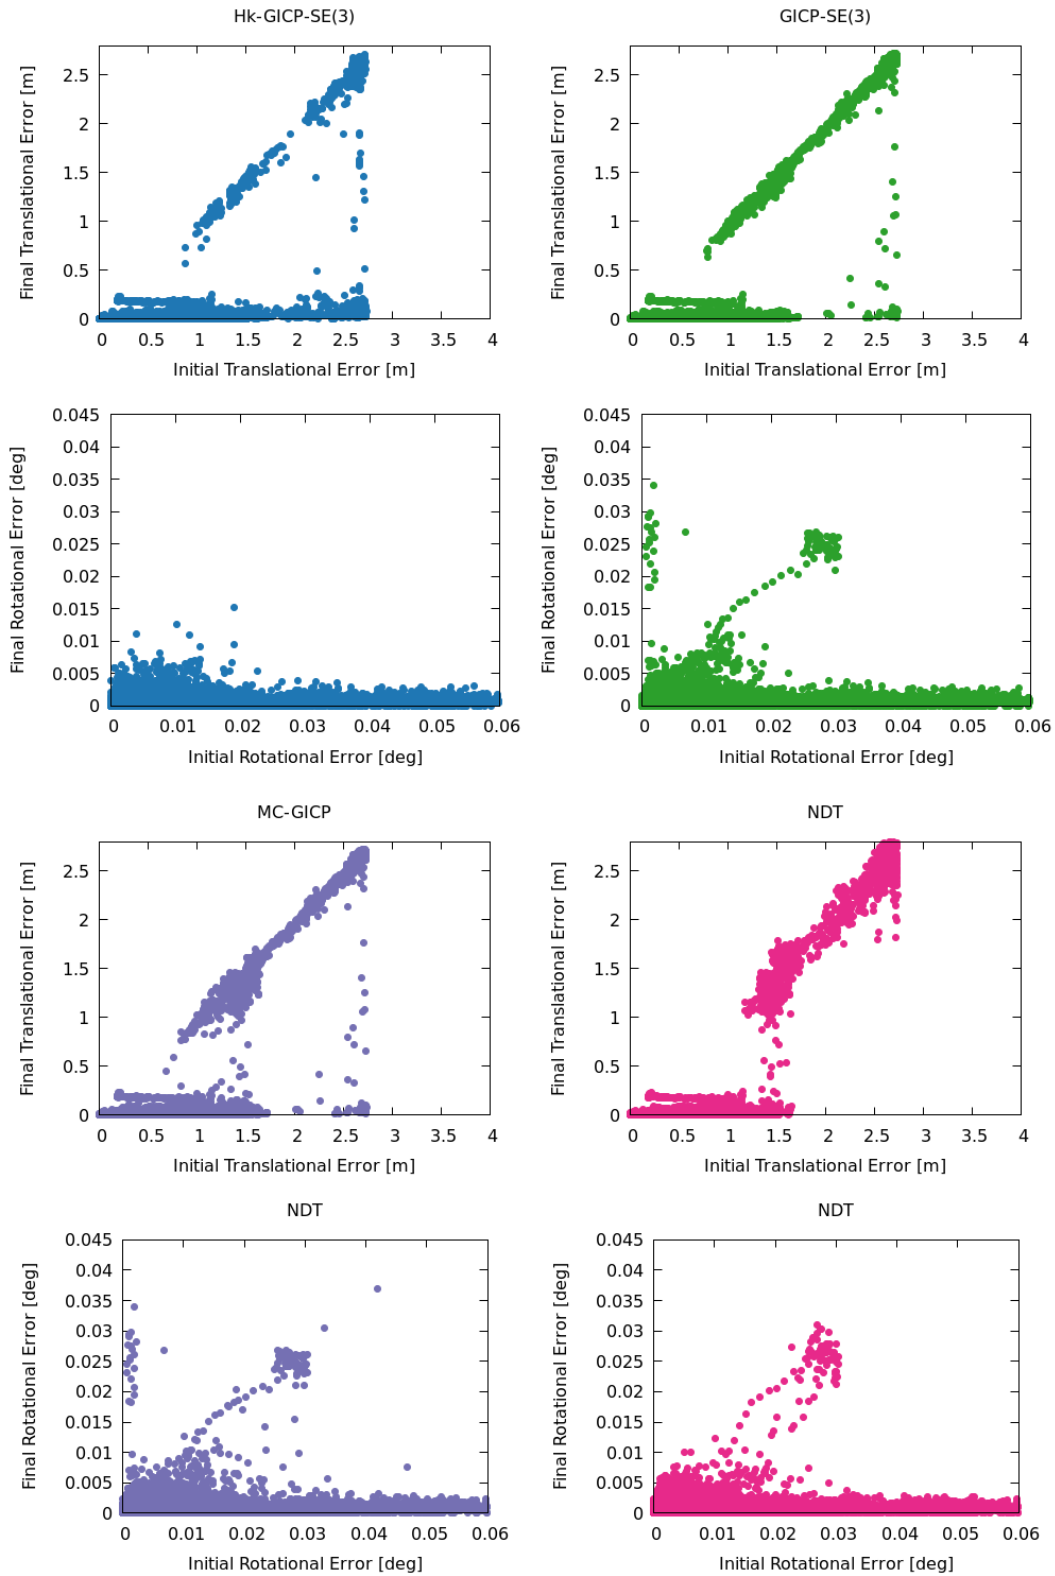 Hk-GICP-SE(3)
GICP-SE(3)
Final Translational Error [m]
2.5
2
1.5
1
0.5
0
0 0.5 1 1.5 2 2.5 3 3.5 4
Initial Translational Error [m]
Final Translational Error [m]
2.5
2
1.5
1
0.5
0
0 0.5 1 1.5 2 2.5 3 3.5 4
Initial Translational Error [m]
Final Rotational Error [deg]
0.045
0.04
0.035
0.03
0.025
0.02
0.015
0.01
0.005
0
0 0.01 0.02 0.03 0.04 0.05 0.06
Initial Rotational Error [deg]
Final Rotational Error [deg]
0.045
0.04
0.035
0.03
0.025
0.02
0.015
0.01
0.005
0
0 0.01 0.02 0.03 0.04 0.05 0.06
Initial Rotational Error [deg]
MC-GICP
NDT
Final Translational Error [m]
2.5
2
1.5
1
0.5
0
0 0.5 1 1.5 2 2.5 3 3.5 4
Initial Translational Error [m]
Final Translational Error [m]
2.5
2
1.5
1
0.5
0
0 0.5 1 1.5 2 2.5 3 3.5 4
Initial Translational Error [m]
NDT
NDT
Final Rotational Error [deg]
0.045
0.04
0.035
0.03
0.025
0.02
0.015
0.01
0.005
0
0 0.01 0.02 0.03 0.04 0.05 0.06
Initial Rotational Error [deg]
Final Rotational Error [deg]
0.045
0.04
0.035
0.03
0.025
0.02
0.015
0.01
0.005
0
0 0.01 0.02 0.03 0.04 0.05 0.06
Initial Rotational Error [deg]